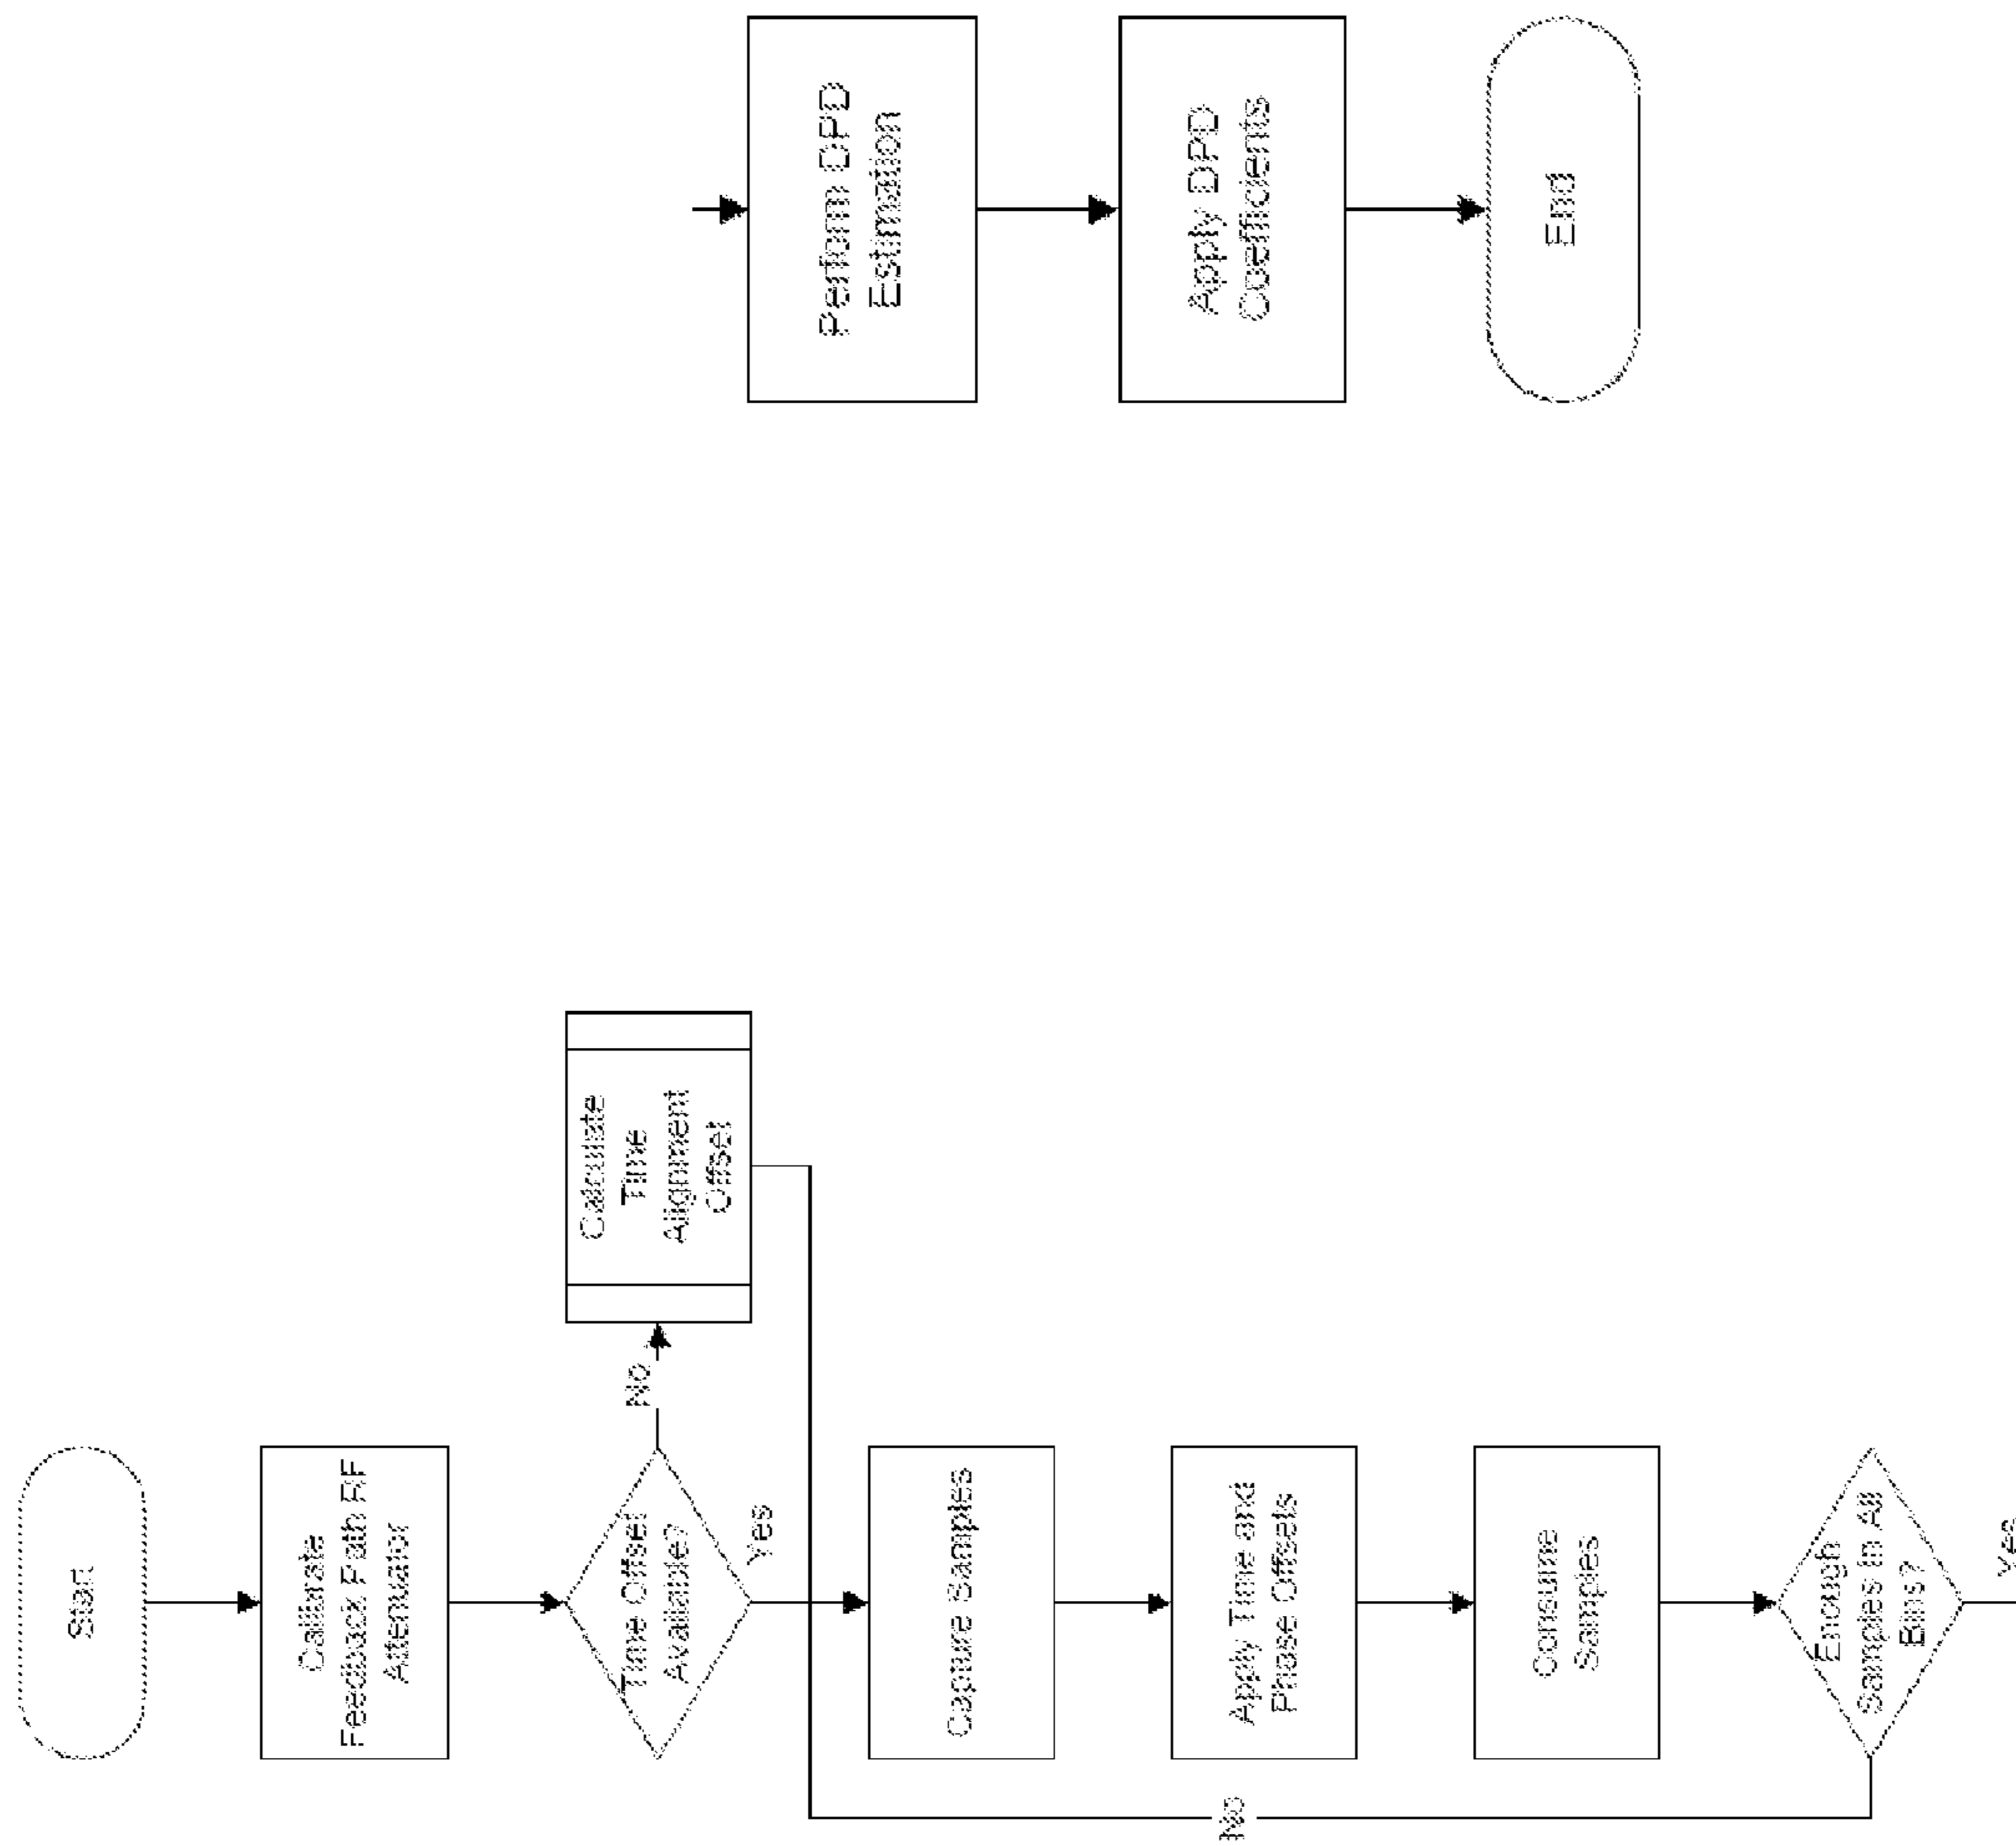 Start
Calibrate
Feedback Path RF
Attenuator
Time Offset
Available?
No
Calculate
Time
Alignment
Offset
Yes
Capture Samples
Apply Time and
Phase Offsets
Consume
Samples
Enough
Samples in All
Bins?
No
Yes
Perform DPD
Estimation
Apply DPD
Coefficients
End